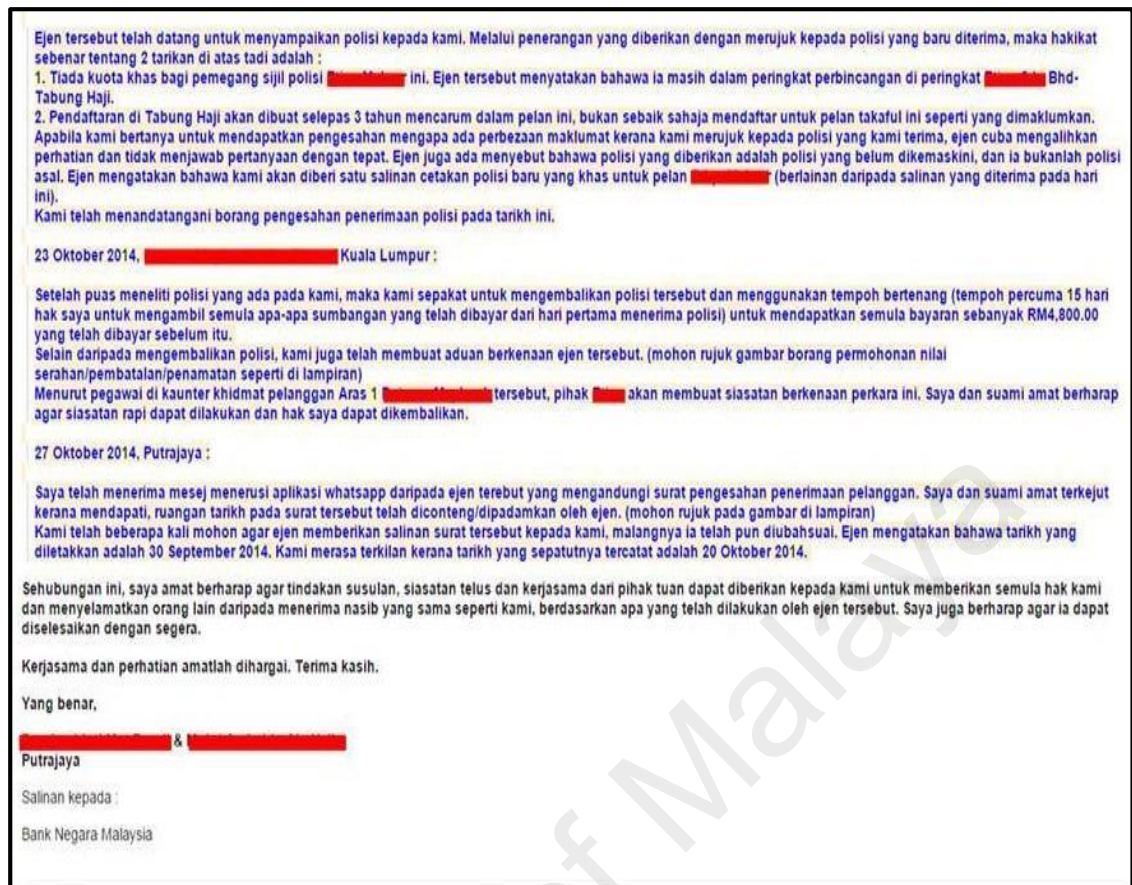 Ejen tersebut telah datang untuk menyampaikan polisi kepada kami. Melalui penerangan yang diberikan dengan merujuk kepada polisi yang baru diterima, maka hakikat
sebenar tentang 2 tarikan di atas tadi adalah :
1. Tiada kuota khas bagi pemegang sijil polisi ini. Ejen tersebut menyatakan bahawa ia masih dalam peringkat perbincangan di peringkat Bhd-
Tabung Haji.
2. Pendaftaran di Tabung Haji akan dibuat selepas 3 tahun mencarum dalam pelan ini, bukan sebaik sahaja mendaftar untuk pelan takaful ini seperti yang dimaklumkan.
Apabila kami bertanya untuk mendapatkan pengesahan mengapa ada perbezaan maklumat kerana kami merujuk kepada polisi yang kami terima, ejen cuba mengalihkan
perhatian dan tidak menjawab pertanyaan dengan tepat. Ejen juga ada menyebut bahawa polisi yang diberikan adalah polisi yang belum dikemaskini, dan ia bukanlah polisi
asal. Ejen mengatakan bahawa kami akan diberi satu salinan cetakan polisi baru yang khas untuk pelan (berlainan daripada salinan yang diterima pada hari
ini).
Kami telah menandatangani borang pengesahan penerimaan polisi pada tarikh ini.
23 Oktober 2014, Kuala Lumpur :
Setelah puas meneliti polisi yang ada pada kami, maka kami sepakat untuk mengembalikan polisi tersebut dan menggunakan tempoh bertenang (tempoh percuma 15 hari
hak saya untuk mengambil semula apa-apa sumbangan yang telah dibayar dari hari pertama menerima polisi) untuk mendapatkan semula bayaran sebanyak RM4,800.00
yang telah dibayar sebelum itu.
Selain daripada mengembalikan polisi, kami juga telah membuat aduan berkenaan ejen tersebut. (mohon rujuk gambar borang permohonan nilai
serahan/pembatalan/penamatan seperti di lampiran)
Menurut pegawai di kaunter khidmat pelanggan Aras 1 tersebut, pihak akan membuat siasatan berkenaan perkara ini. Saya dan suami amat berharap
agar siasatan rapi dapat dilakukan dan hak saya dapat dikembalikan.
27 Oktober 2014, Putrajaya :
Saya telah menerima mesej menerusi aplikasi whatsapp daripada ejen terebut yang mengandungi surat pengesahan penerimaan pelanggan. Saya dan suami amat terkejut
kerana mendapati, ruangan tarikh pada surat tersebut telah diconteng/dipadamkan oleh ejen. (mohon rujuk pada gambar di lampiran)
Kami telah beberapa kali mohon agar ejen memberikan salinan surat tersebut kepada kami, malangnya ia telah pun diubahsuai. Ejen mengatakan bahawa tarikh yang
diletakkan adalah 30 September 2014. Kami merasa terkilan kerana tarikh yang sepatutnya tercatat adalah 20 Oktober 2014.
Sehubungan ini, saya amat berharap agar tindakan susulan, siasatan telus dan kerjasama dari pihak tuan dapat diberikan kepada kami untuk memberikan semula hak kami
dan menyelamatkan orang lain daripada menerima nasib yang sama seperti kami, berdasarkan apa yang telah dilakukan oleh ejen tersebut. Saya juga berharap agar ia dapat
diselesaikan dengan segera.
Kerjasama dan perhatian amatlah dihargai. Terima kasih.
Yang benar,
&
Putrajaya
Salinan kepada :
Bank Negara Malaysia
of Malaya